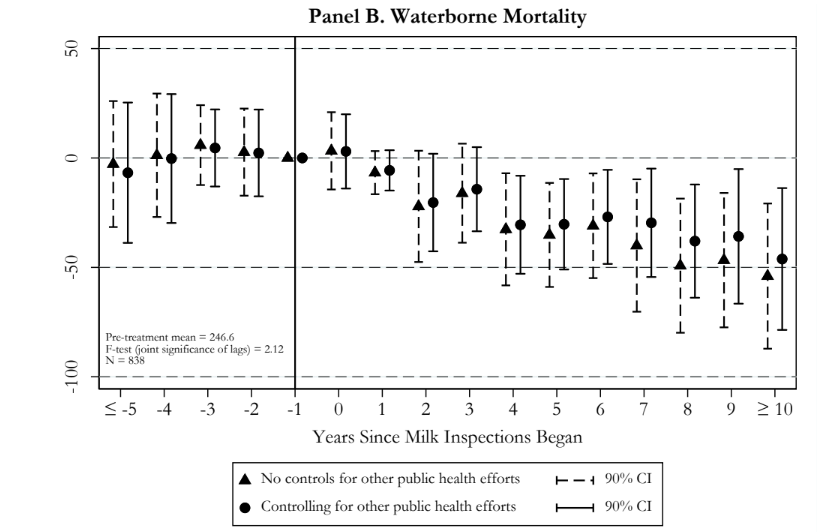 Panel B. Waterborne Mortality
50
0
-50
-100
Pre-treatment mean = 246.6
F-test (joint significance of lags) = 2.12
N = 838
≤ -5 -4 -3 -2 -1 0 1 2 3 4 5 6 7 8 9 ≥ 10
Years Since Milk Inspections Began
No controls for other public health efforts 90% CI
Controlling for other public health efforts 90% CI